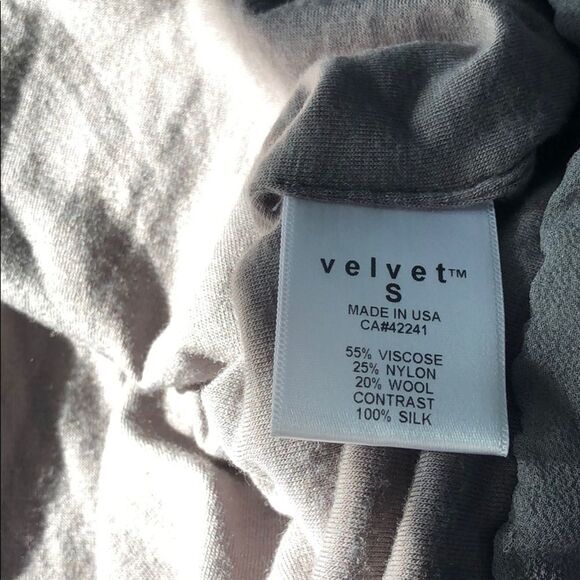 velvet™
S
MADE IN USA
CA#42241
55% VISCOSE
25% NYLON
20% WOOL
CONTRAST
100% SILK